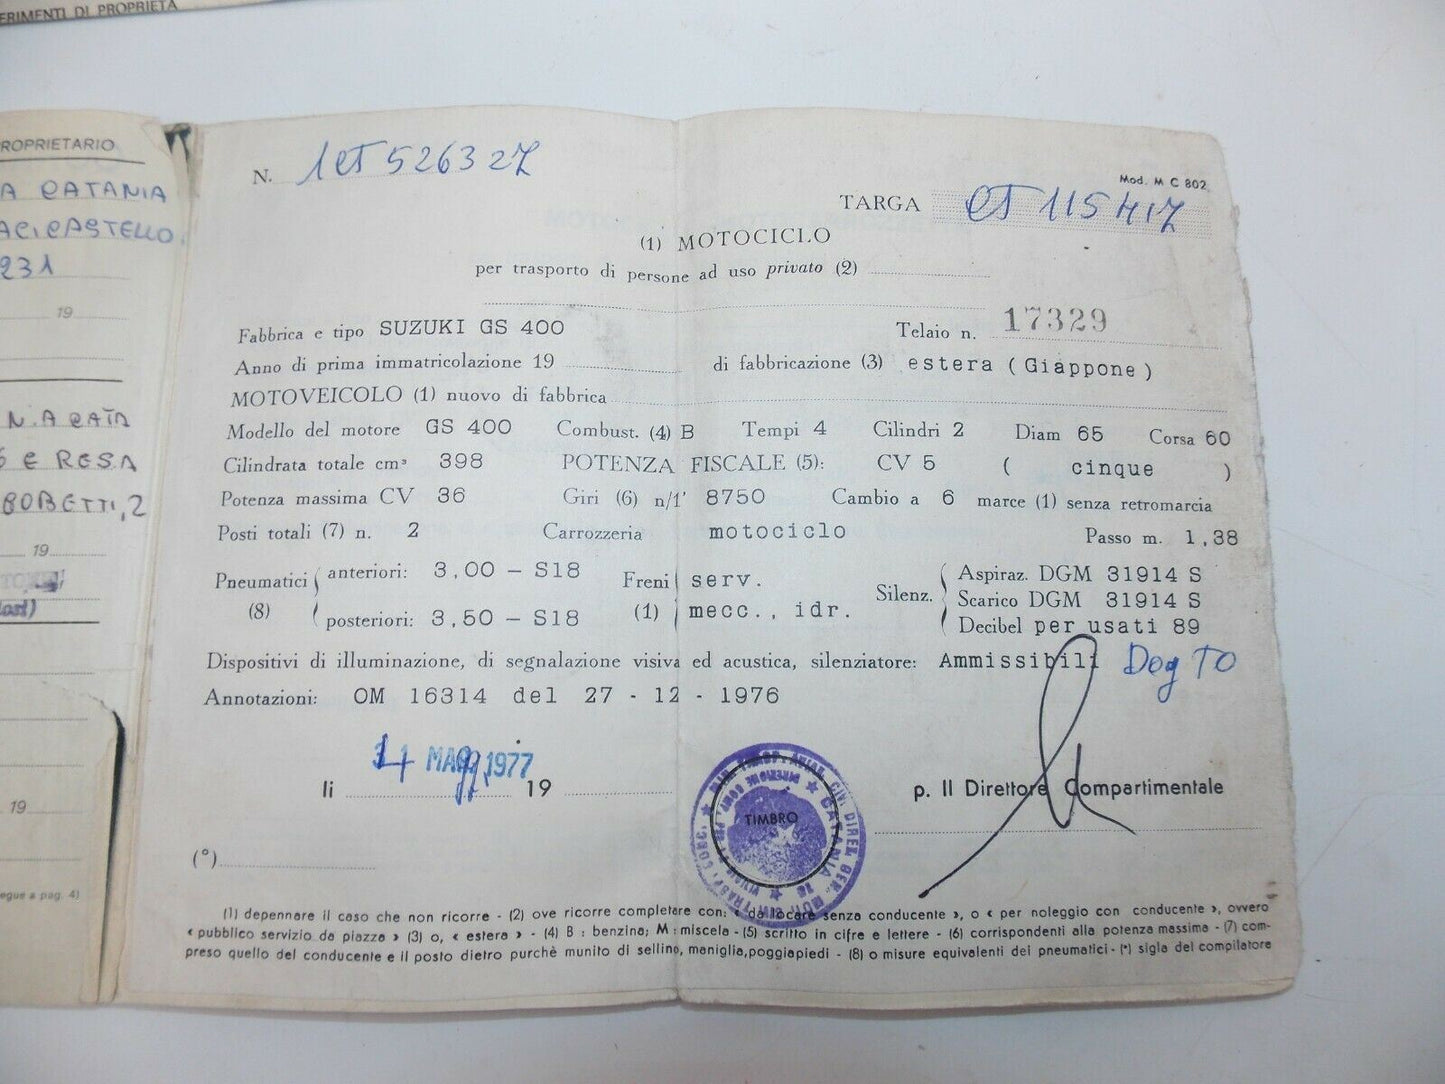 ERIMENTI DI PROPRIETÀ
ROPRIETARIO
A CATANIA
ACICASTELLO
231
19
N.A CATA
E RESA
GOBETTI, 2
19
19
egue a pag. 4)
N. 1CT 526327
Mod. M C 802
TARGA CT 115417
(1) MOTOCICLO
per trasporto di persone ad uso privato (2)
Fabbrica e tipo SUZUKI GS 400 Telaio n. 17329
Anno di prima immatricolazione 19 di fabbricazione (3) estera (Giappone)
MOTOVEICOLO (1) nuovo di fabbrica
Modello del motore GS 400 Combust. (4) B Tempi 4 Cilindri 2 Diam 65 Corsa 60
Cilindrata totale cm³ 398 POTENZA FISCALE (5): CV 5 ( cinque )
Potenza massima CV 36 Giri (6) n/1' 8750 Cambio a 6 marce (1) senza retromarcia
Posti totali (7) n. 2 Carrozzeria motociclo Passo m. 1,38
Pneumatici (8) anteriori: 3,00 - S18 Freni (1) serv. Silenz. Aspiraz. DGM 31914 S
Scarico DGM 31914 S
posteriori: 3,50 - S18 mecc., idr. Decibel per usati 89
Dispositivi di illuminazione, di segnalazione visiva ed acustica, silenziatore: Ammissibili Dog TO
Annotazioni: OM 16314 del 27 - 12 - 1976
li 1977 19
TIMBRO
CATANIA
p. Il Direttore Compartimentale
(°)
(1) depennare il caso che non ricorre - (2) ove ricorre completare con: « da locare senza conducente », o « per noleggio con conducente », ovvero
« pubblico servizio da piazza » (3) o, « estera » - (4) B : benzina; M : miscela - (5) scritto in cifre e lettere - (6) corrispondenti alla potenza massima - (7) com-
preso quello del conducente e il posto dietro purchè munito di sellino, maniglia, poggiapiedi - (8) o misure equivalenti dei pneumatici - (°) sigla del compilatore